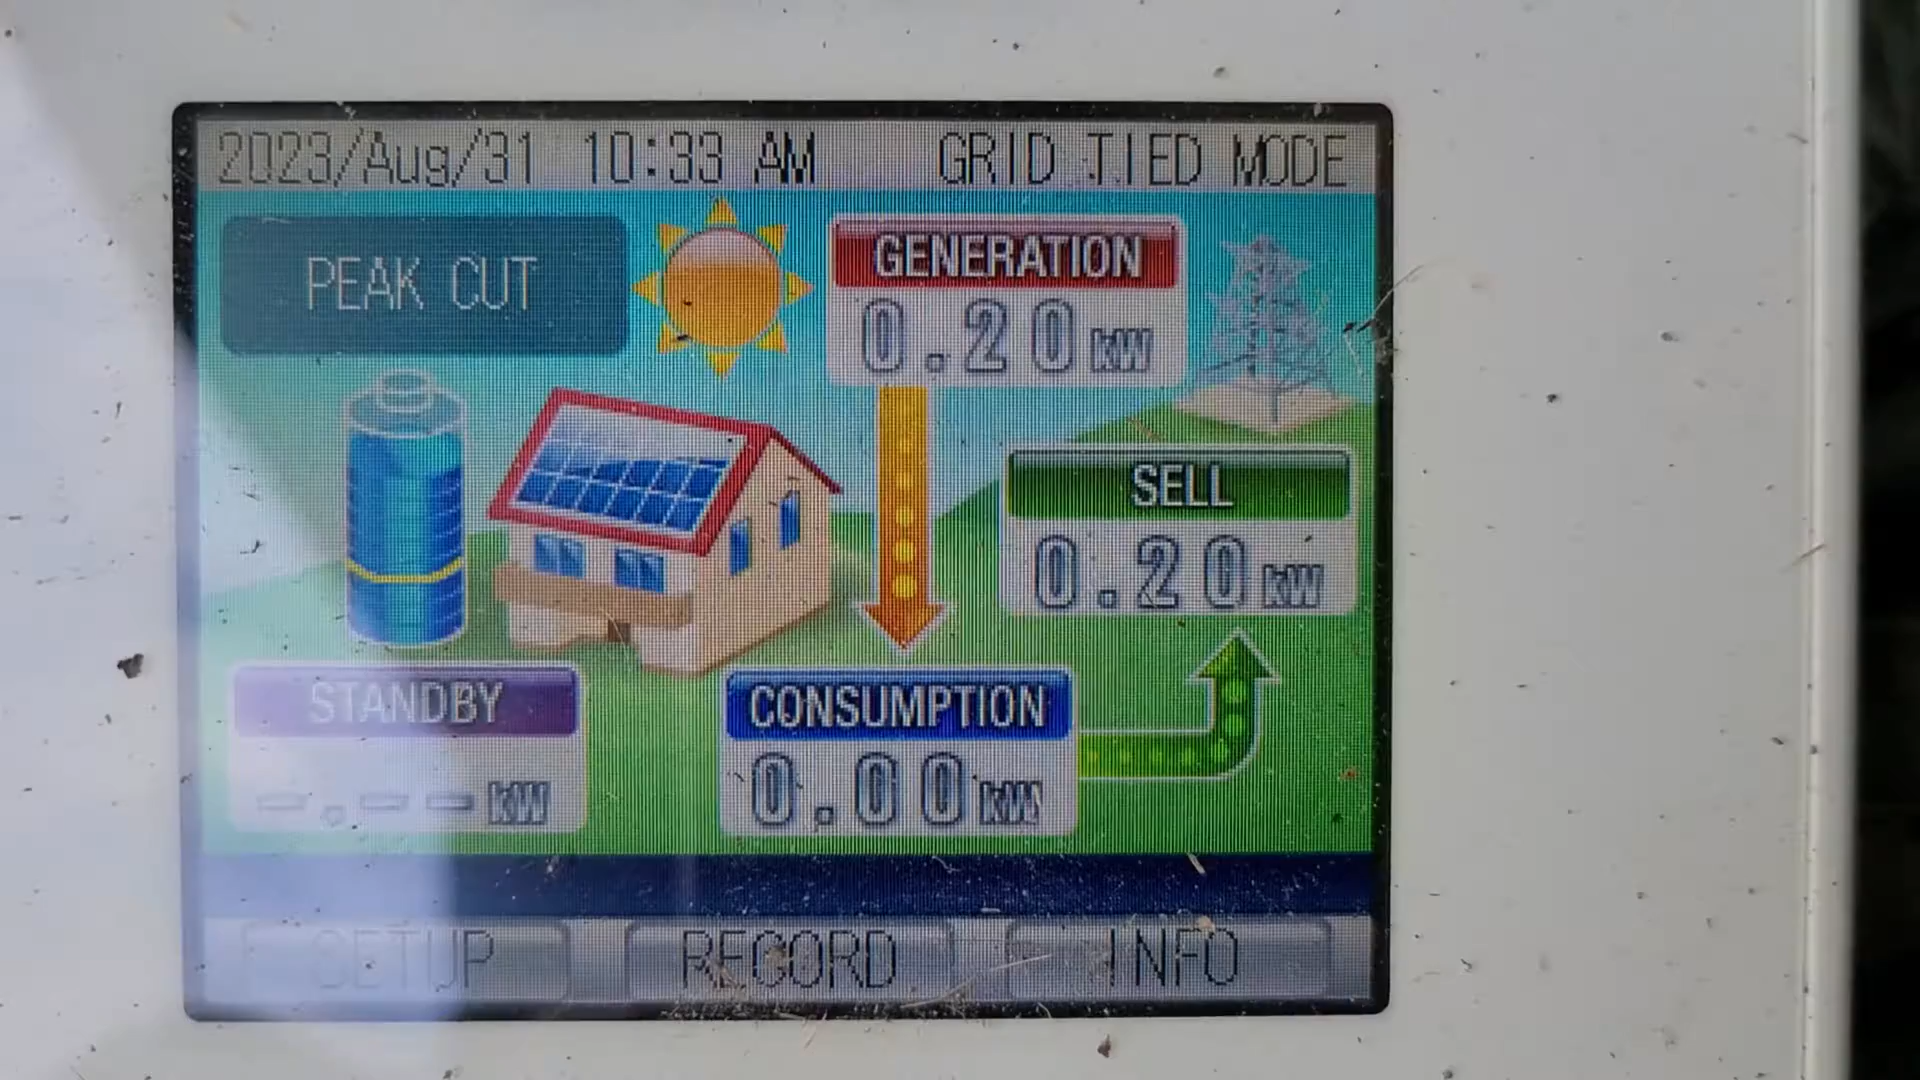 2023/Aug/31 10:33 AM GRID TIED MODE
PEAK CUT
GENERATION
0.20 kW
SELL
0.20 kW
STANDBY
-.-- kW
CONSUMPTION
0.00 kW
SETUP RECORD INFO